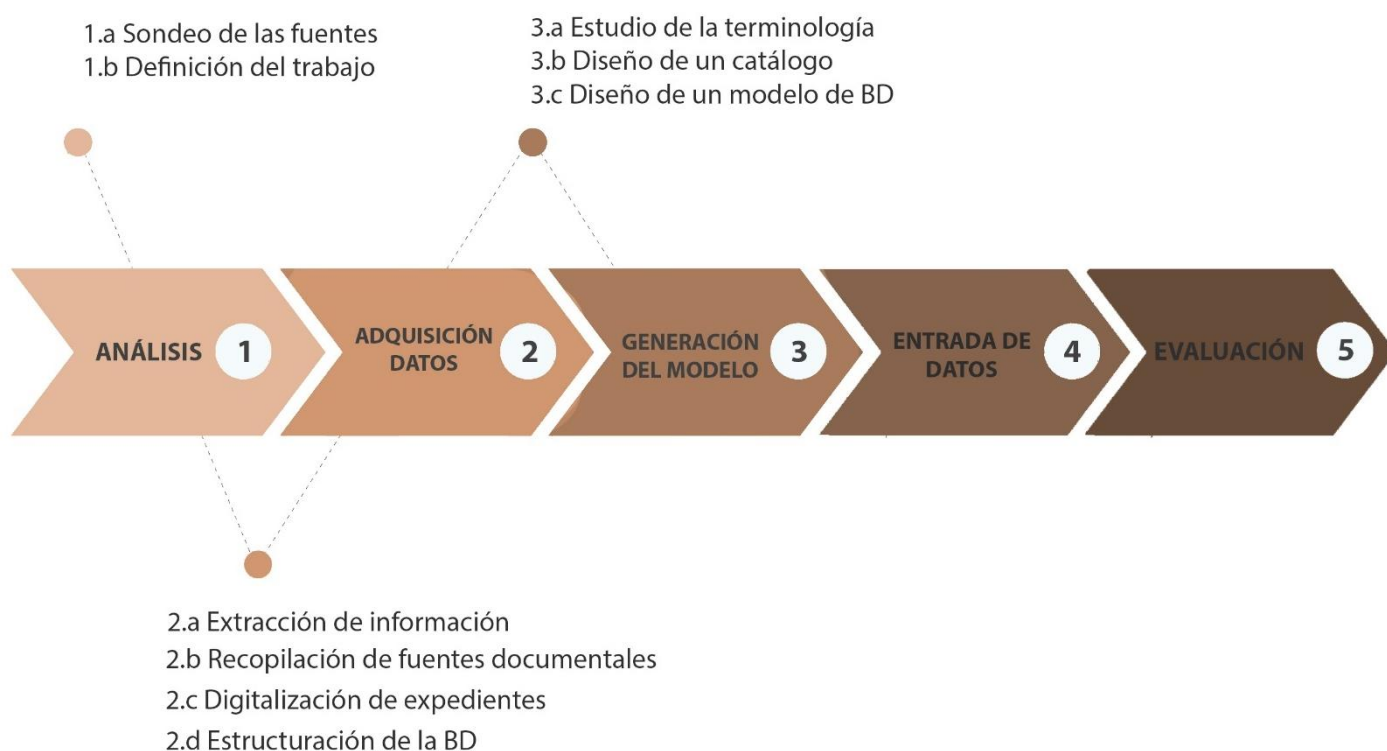 1.a Sondeo de las fuentes
1.b Definición del trabajo
3.a Estudio de la terminología
3.b Diseño de un catálogo
3.c Diseño de un modelo de BD
ANÁLISIS 1
ADQUISICIÓN
DATOS 2
GENERACIÓN
DEL MODELO 3
ENTRADA DE
DATOS 4
EVALUACIÓN 5
2.a Extracción de información
2.b Recopilación de fuentes documentales
2.c Digitalización de expedientes
2.d Estructuración de la BD